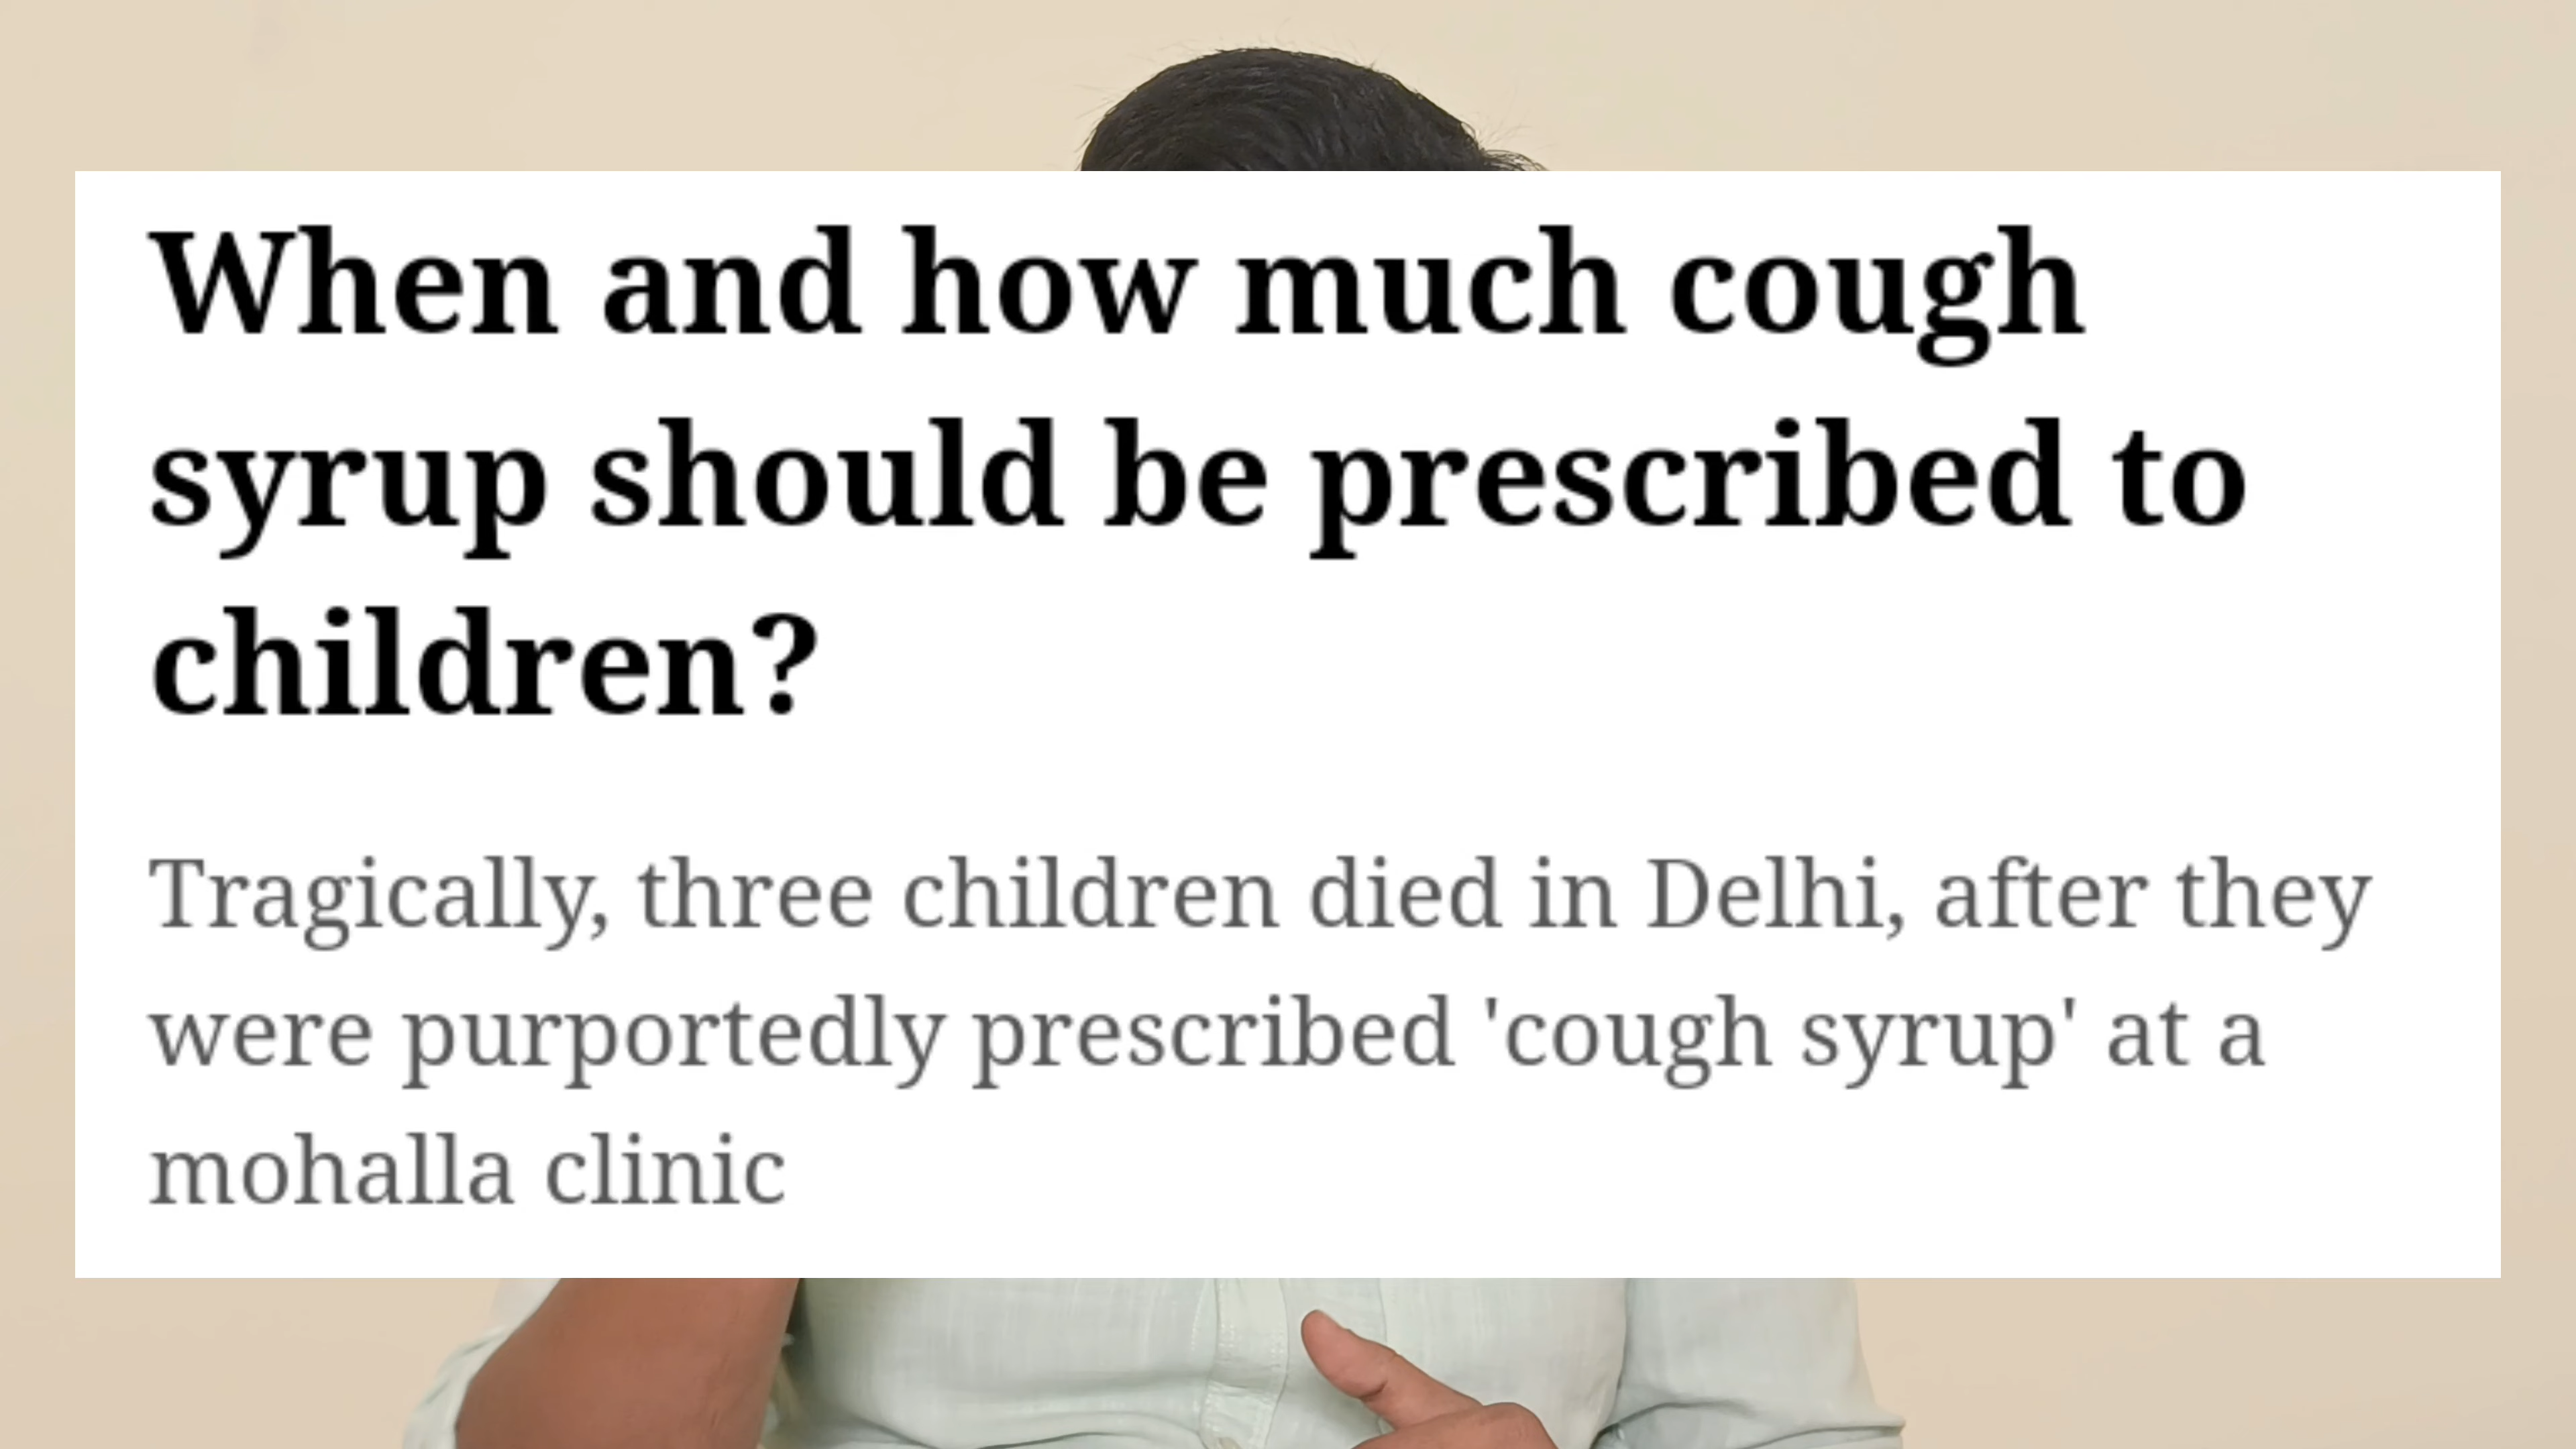 When and how much cough
syrup should be prescribed to
children?
Tragically, three children died in Delhi, after they
were purportedly prescribed 'cough syrup' at a
mohalla clinic